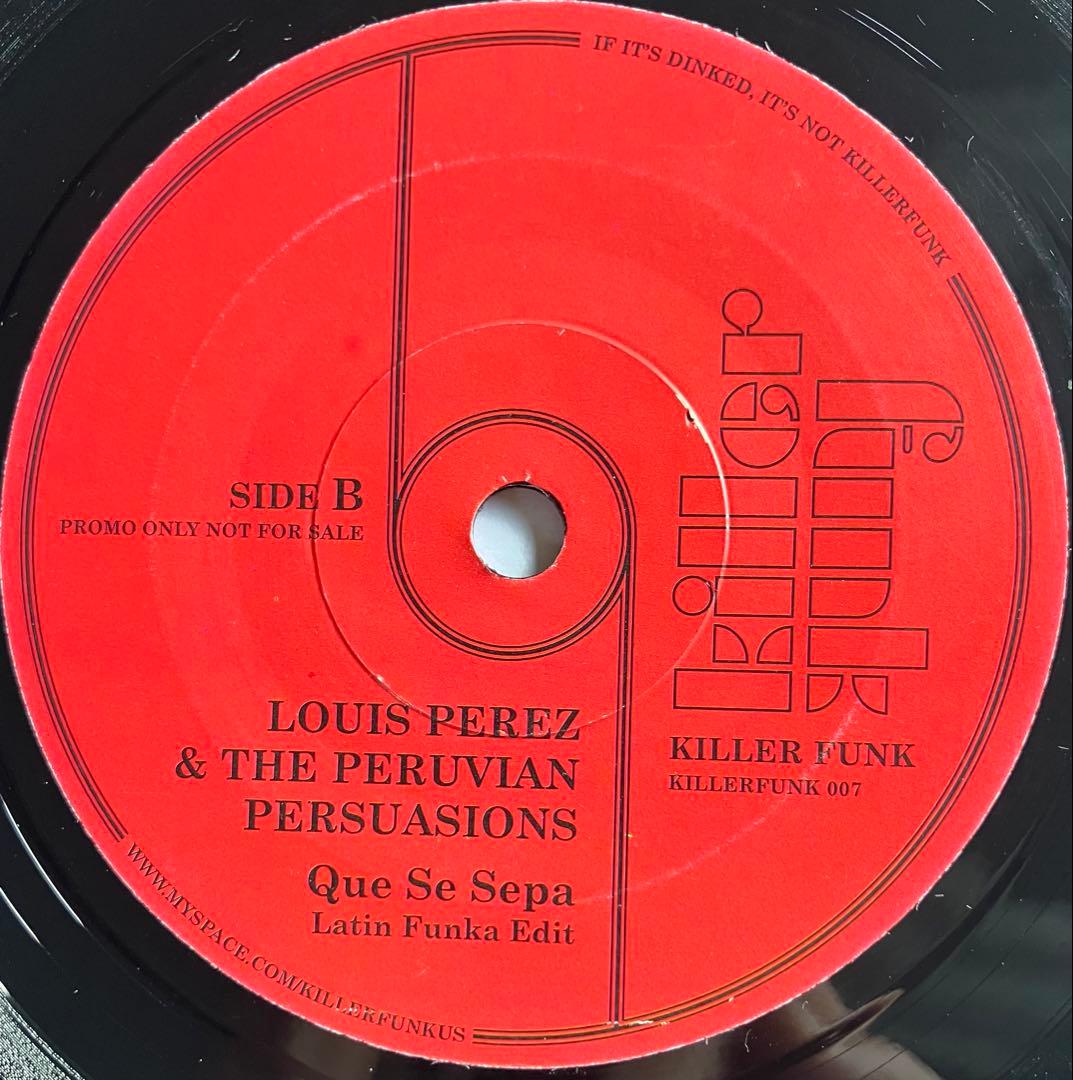 IF IT'S DINKED, IT'S NOT KILLERFUNK
SIDE B
PROMO ONLY NOT FOR SALE
killer
funk
LOUIS PEREZ
& THE PERUVIAN
PERSUASIONS
Que Se Sepa
Latin Funka Edit
KILLER FUNK
KILLERFUNK 007
WWW.MYSPACE.COM/KILLERFUNKUS